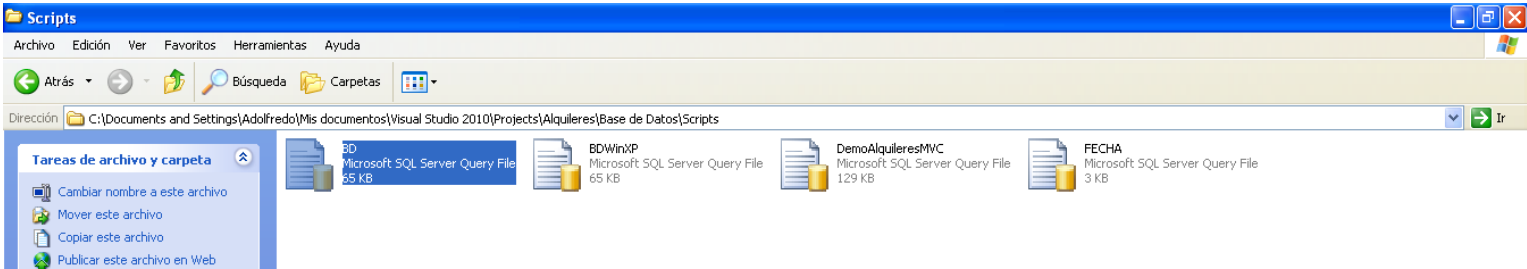 Scripts
Archivo Edición Ver Favoritos Herramientas Ayuda
Atrás Búsqueda Carpetas
Dirección C:\Documents and Settings\Adolfredo\Mis documentos\Visual Studio 2010\Projects\Alquileres\Base de Datos\Scripts Ir
Tareas de archivo y carpeta
Cambiar nombre a este archivo
Mover este archivo
Copiar este archivo
Publicar este archivo en Web
BD
Microsoft SQL Server Query File
65 KB
BDWinXP
Microsoft SQL Server Query File
65 KB
DemoAlquileresMVC
Microsoft SQL Server Query File
129 KB
FECHA
Microsoft SQL Server Query File
3 KB